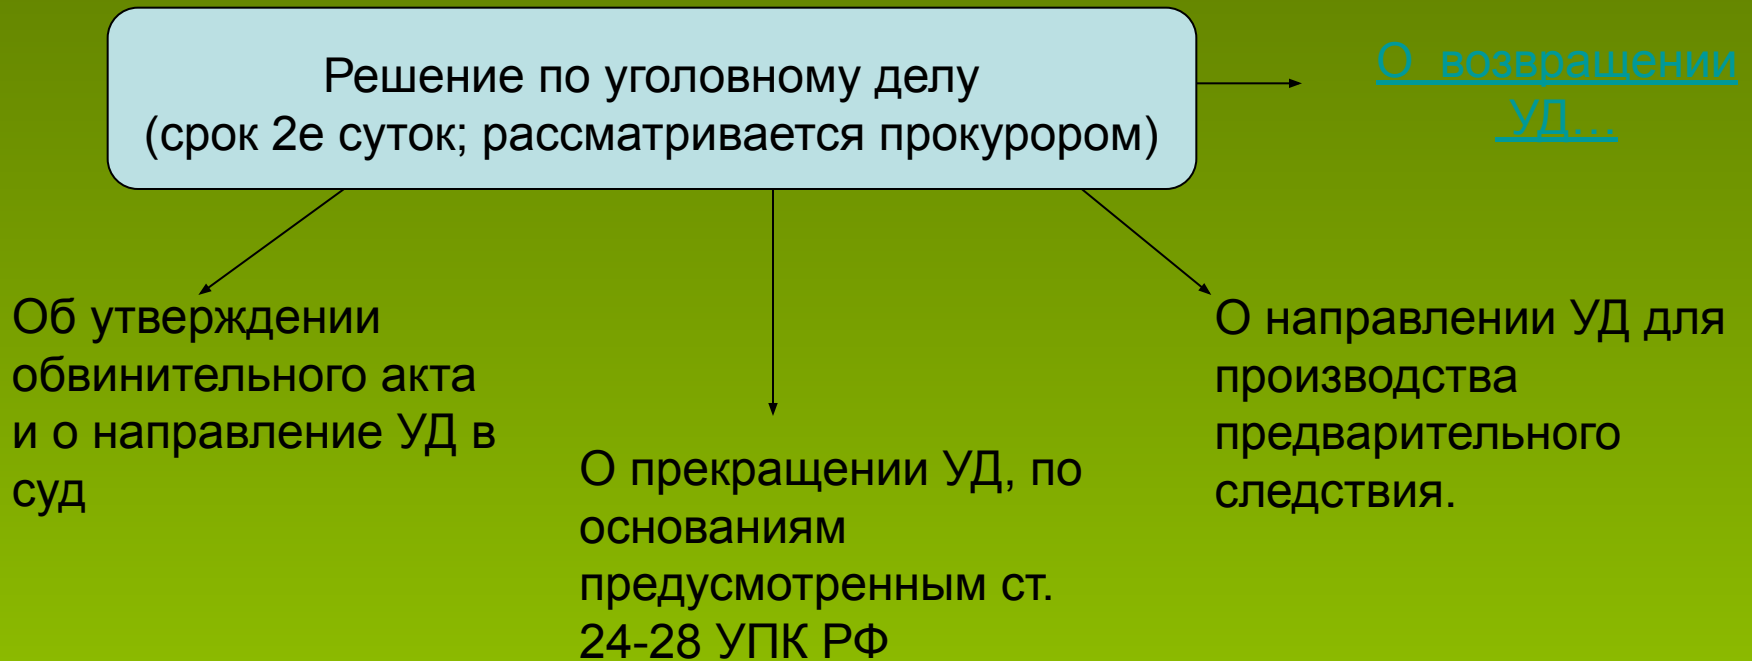 Решение по уголовному делу
(срок 2е суток; рассматривается прокурором)
О возвращении
УД…
Об утверждении
обвинительного акта
и о направление УД в
суд
О прекращении УД, по
основаниям
предусмотренным ст.
24-28 УПК РФ
О направлении УД для
производства
предварительного
следствия.